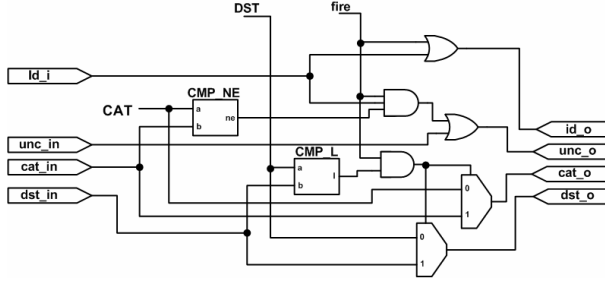 DST
fire
Id_i
CMP_NE
CAT
a
ne
b
unc_in
cat_in
dst_in
CMP_L
a
l
b
id_o
unc_o
cat_o
dst_o
0
1
0
1